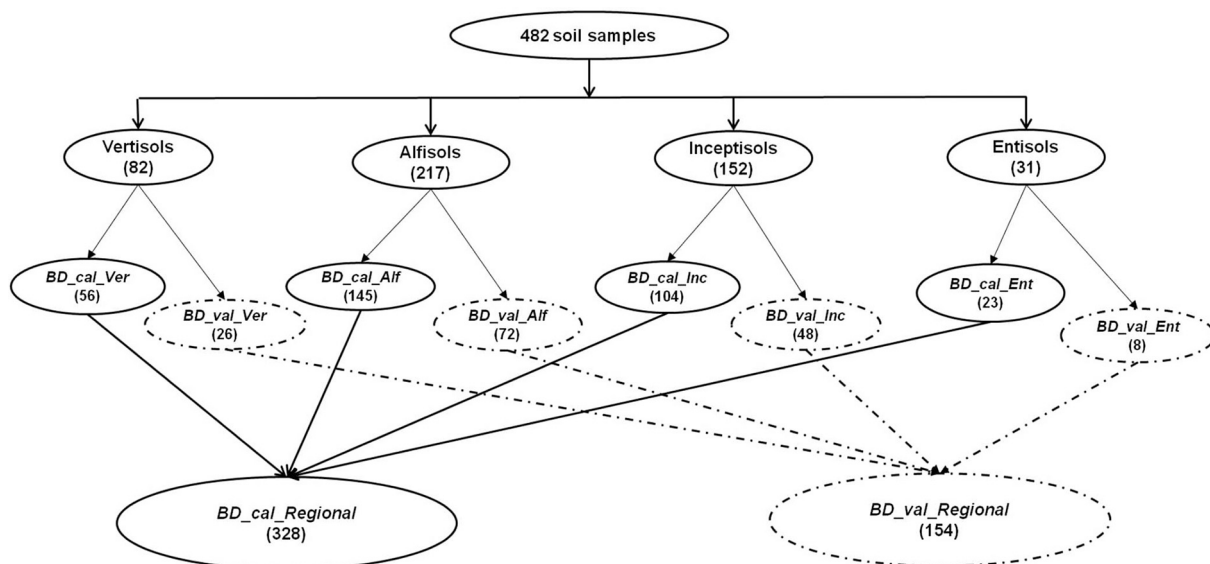 482 soil samples
Vertisols
(82)
Alfisols
(217)
Inceptisols
(152)
Entisols
(31)
BD_cal_Ver
(56)
BD_val_Ver
(26)
BD_cal_Alf
(145)
BD_val_Alf
(72)
BD_cal_Inc
(104)
BD_val_Inc
(48)
BD_cal_Ent
(23)
BD_val_Ent
(8)
BD_cal_Regional
(328)
BD_val_Regional
(154)